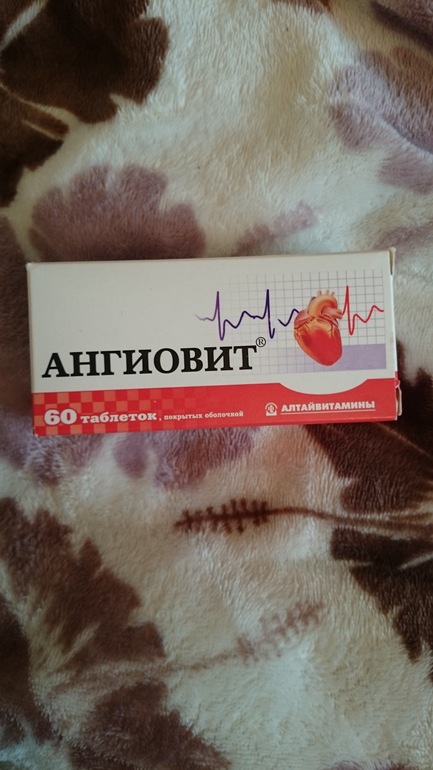 АНГИОВИТ®
60 таблеток, покрытых оболочкой
АЛТАЙВИТАМИНЫ